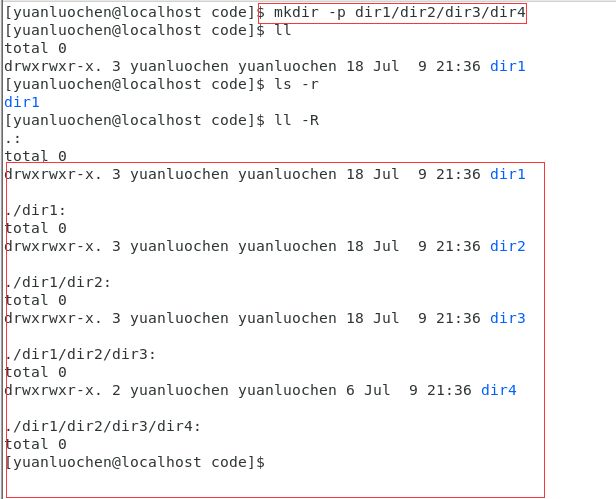 [yuanluochen@localhost code]$ mkdir -p dir1/dir2/dir3/dir4
[yuanluochen@localhost code]$ ll
total 0
drwxrwxr-x. 3 yuanluochen yuanluochen 18 Jul  9 21:36 dir1
[yuanluochen@localhost code]$ ls -r
dir1
[yuanluochen@localhost code]$ ll -R
.:
total 0
drwxrwxr-x. 3 yuanluochen yuanluochen 18 Jul  9 21:36 dir1
./dir1:
total 0
drwxrwxr-x. 3 yuanluochen yuanluochen 18 Jul  9 21:36 dir2
./dir1/dir2:
total 0
drwxrwxr-x. 3 yuanluochen yuanluochen 18 Jul  9 21:36 dir3
./dir1/dir2/dir3:
total 0
drwxrwxr-x. 2 yuanluochen yuanluochen 6 Jul  9 21:36 dir4
./dir1/dir2/dir3/dir4:
total 0
[yuanluochen@localhost code]$